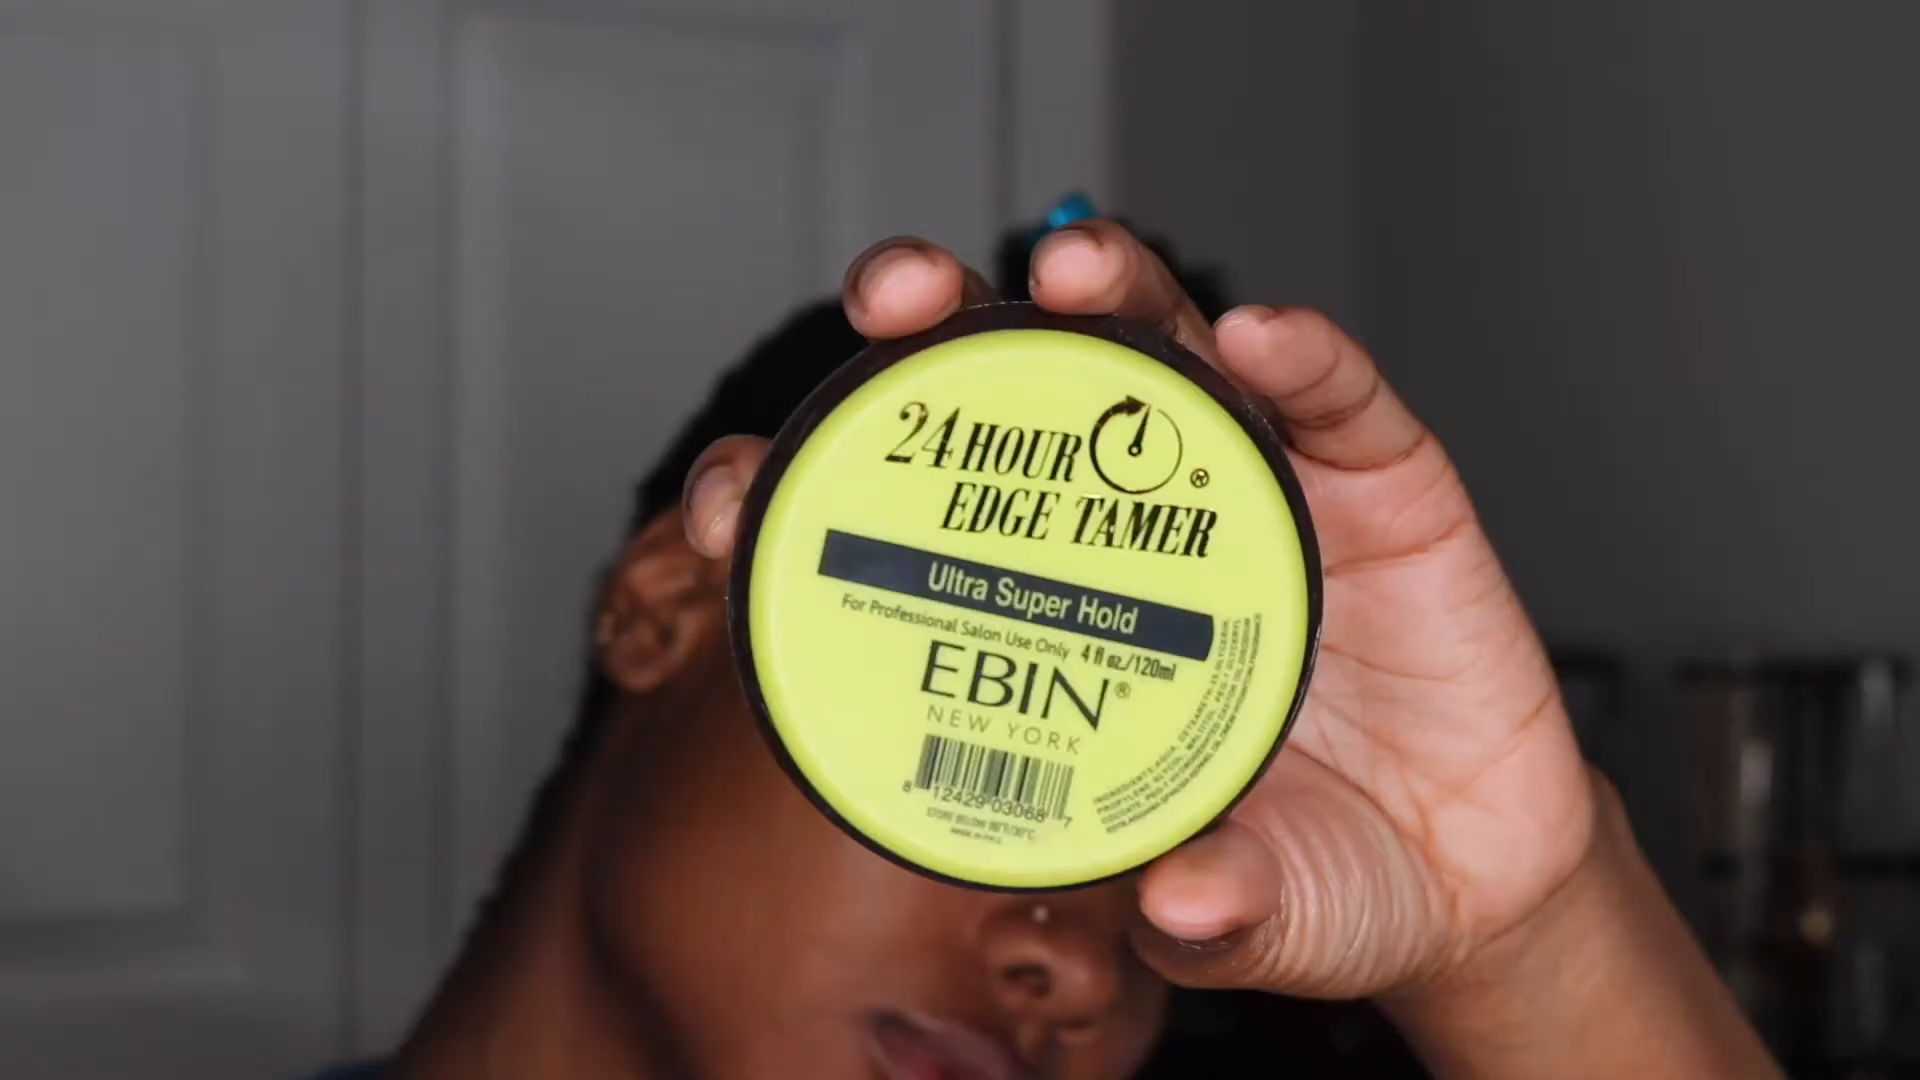 24 HOUR
EDGE TAMER ®
Ultra Super Hold
For Professional Salon Use Only 4 fl oz./120ml
EBIN®
NEW YORK
8 12429 03068 7